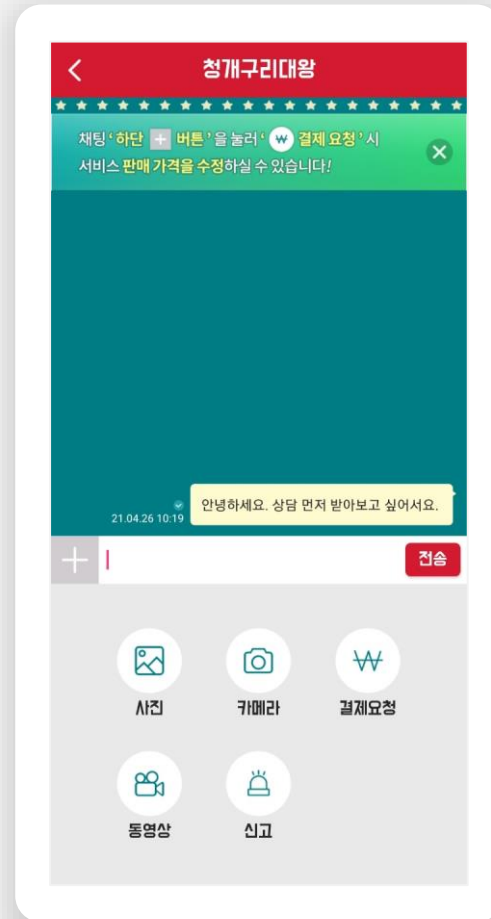 청개구리대왕
채팅 '하단 + 버튼'을 눌러 '₩ 결제 요청' 시
서비스 판매 가격을 수정하실 수 있습니다!
안녕하세요. 상담 먼저 받아보고 싶어서요.
21.04.26 10:19
전송
사진
카메라
결제요청
동영상
신고